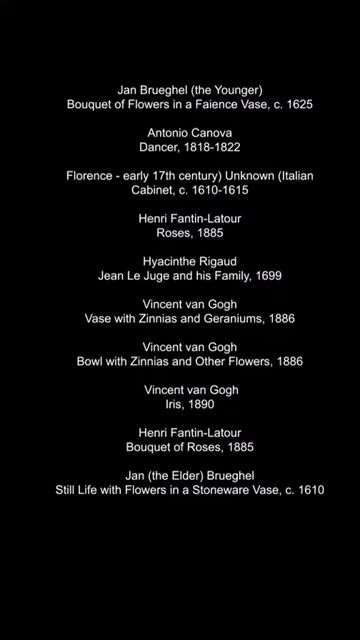 Jan Brueghel (the Younger)
Bouquet of Flowers in a Faience Vase, c. 1625
Antonio Canova
Dancer, 1818-1822
Florence - early 17th century) Unknown (Italian
Cabinet, c. 1610-1615
Henri Fantin-Latour
Roses, 1885
Hyacinthe Rigaud
Jean Le Juge and his Family, 1699
Vincent van Gogh
Vase with Zinnias and Geraniums, 1886
Vincent van Gogh
Bowl with Zinnias and Other Flowers, 1886
Vincent van Gogh
Iris, 1890
Henri Fantin-Latour
Bouquet of Roses, 1885
Jan (the Elder) Brueghel
Still Life with Flowers in a Stoneware Vase, c. 1610